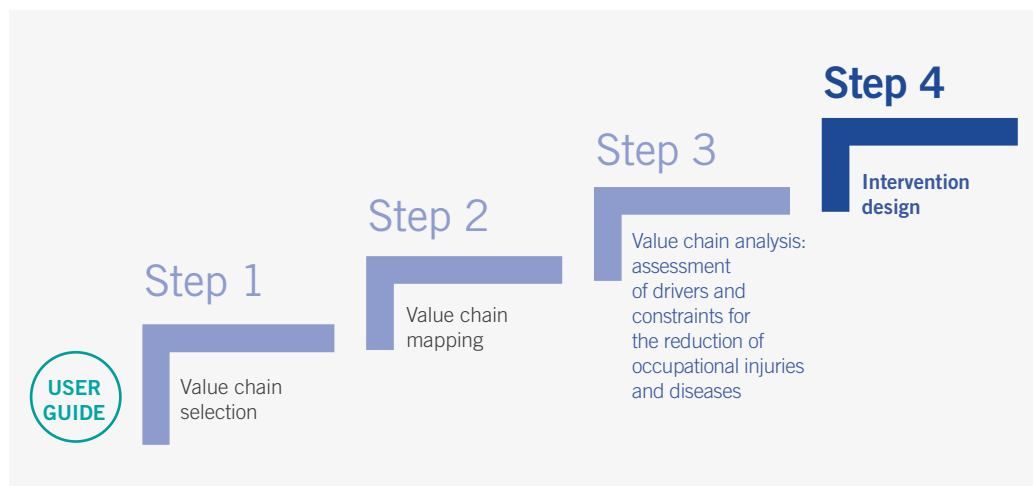 USER
GUIDE
Step 1
Value chain
selection
Step 2
Value chain
mapping
Step 3
Value chain analysis:
assessment
of drivers and
constraints for
the reduction of
occupational injuries
and diseases
Step 4
Intervention
design